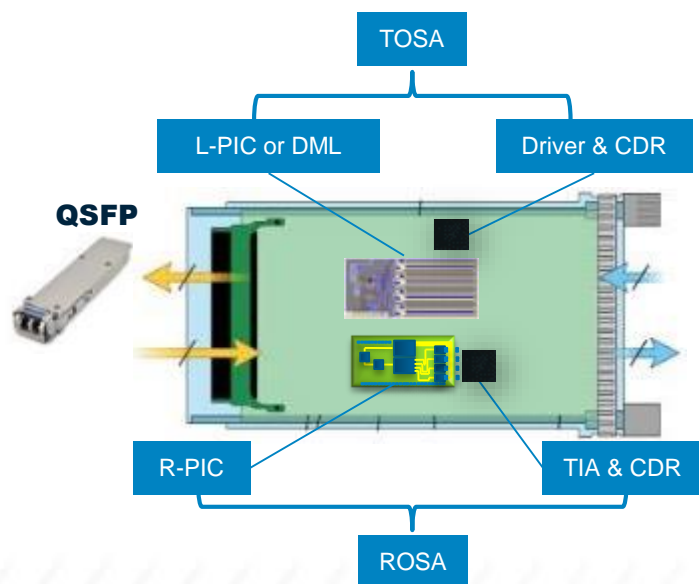 TOSA
L-PIC or DML
Driver & CDR
QSFP
R-PIC
TIA & CDR
ROSA